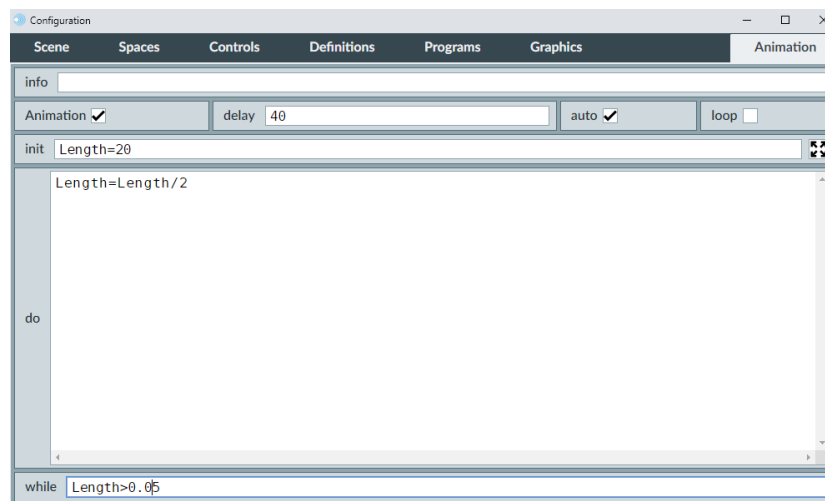 Configuration
Scene Spaces Controls Definitions Programs Graphics Animation
info
Animation delay 40 auto loop
init Length=20
Length=Length/2
do
while Length>0.05